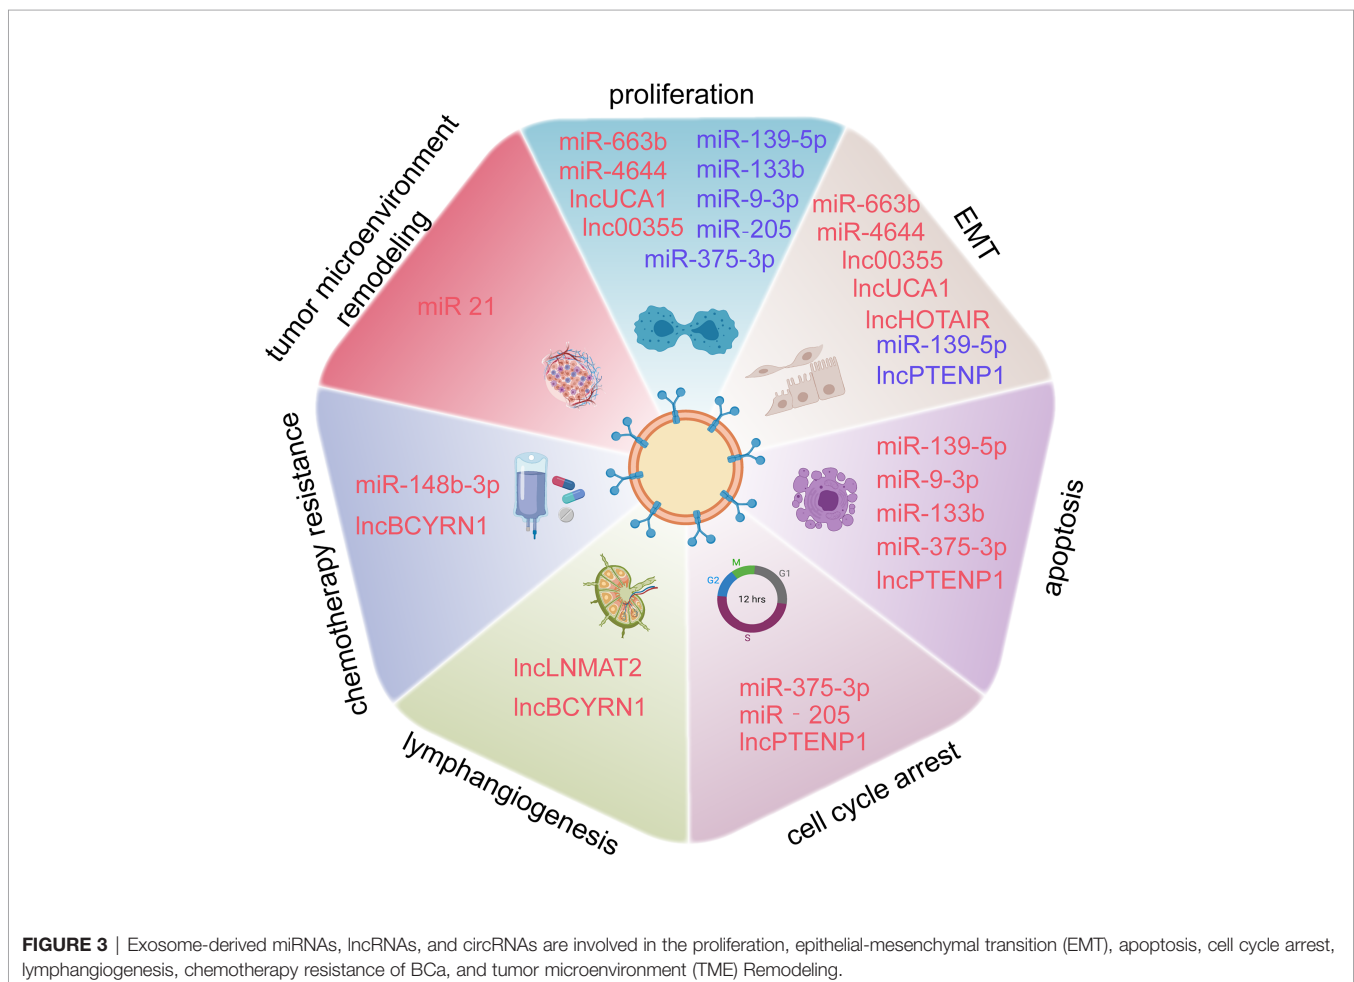 proliferation
miR-663b
miR-4644
lncUCA1
lnc00355
miR-139-5p
miR-133b
miR-9-3p
miR-205
miR-375-3p
EMT
miR-663b
miR-4644
lnc00355
lncUCA1
lncHOTAIR
miR-139-5p
lncPTENP1
apoptosis
miR-139-5p
miR-9-3p
miR-133b
miR-375-3p
lncPTENP1
cell cycle arrest
M
G1
G2
12 hrs
S
miR-375-3p
miR - 205
lncPTENP1
lymphangiogenesis
lncLNMAT2
lncBCYRN1
chemotherapy resistance
miR-148b-3p
lncBCYRN1
tumor microenvironment
remodeling
miR 21
FIGURE 3 | Exosome-derived miRNAs, lncRNAs, and circRNAs are involved in the proliferation, epithelial-mesenchymal transition (EMT), apoptosis, cell cycle arrest,
lymphangiogenesis, chemotherapy resistance of BCa, and tumor microenvironment (TME) Remodeling.